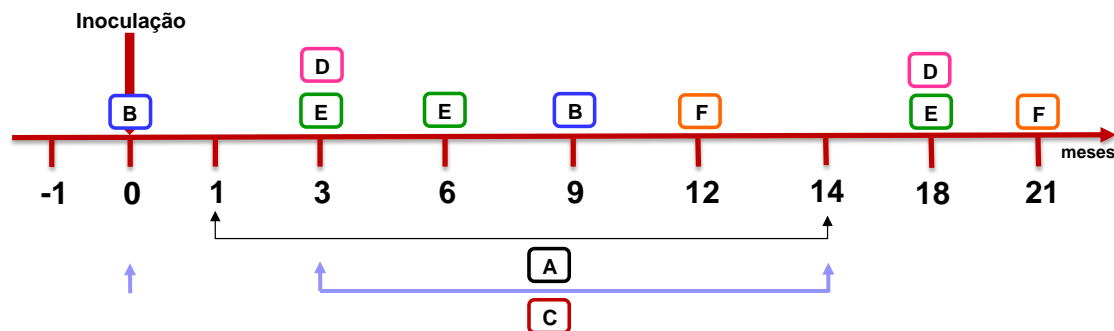 Inoculação
D D
B E E B F E F
meses
-1 0 1 3 6 9 12 14 18 21
A
C